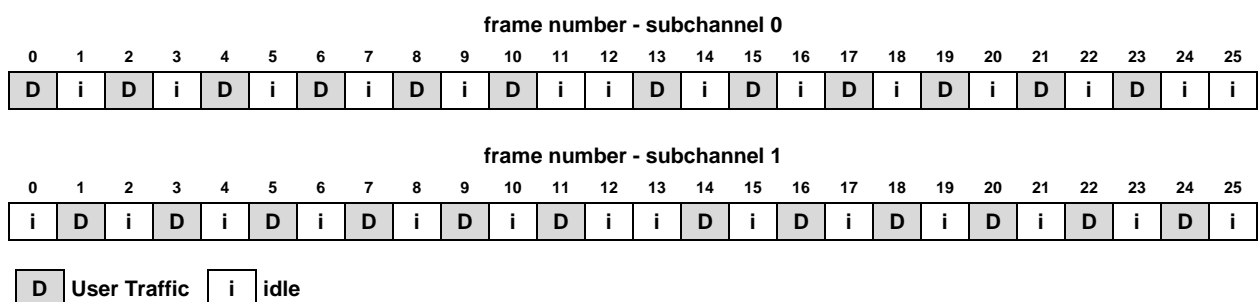 frame number - subchannel 0
0 1 2 3 4 5 6 7 8 9 10 11 12 13 14 15 16 17 18 19 20 21 22 23 24 25
D i D i D i D i D i D i i D i D i D i D i D i D i i
frame number - subchannel 1
0 1 2 3 4 5 6 7 8 9 10 11 12 13 14 15 16 17 18 19 20 21 22 23 24 25
i D i D i D i D i D i D i i D i D i D i D i D i D i
D User Traffic i idle